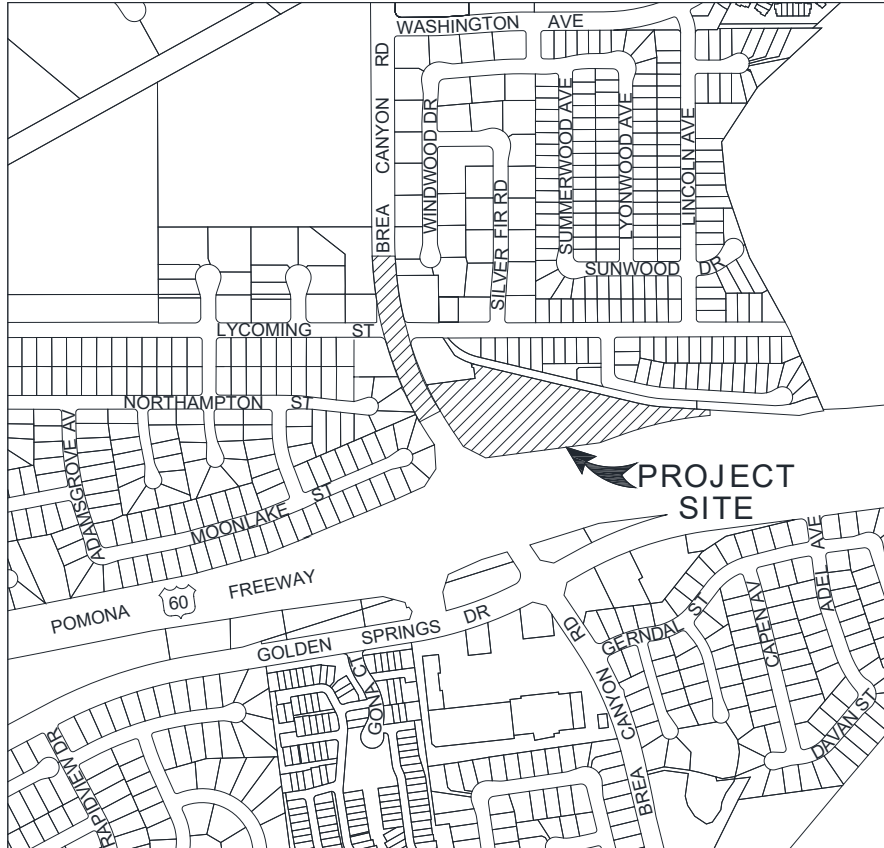 WASHINGTON AVE
BREA CANYON RD
WINDWOOD DR
SILVER FIR RD
SUMMERWOOD AVE
LYONWOOD AVE
LINCOLN AVE
SUNWOOD DR
LYCOMING ST
NORTHAMPTON ST
ADAMSGROVE AV
MOONLAKE ST
PROJECT
SITE
POMONA 60 FREEWAY
GOLDEN SPRINGS DR
GONA CT
RAPIDVIEW DR
BREA CANYON RD
GERNDAL ST
CAPEN AV
ADEL AVE
DAVAN ST